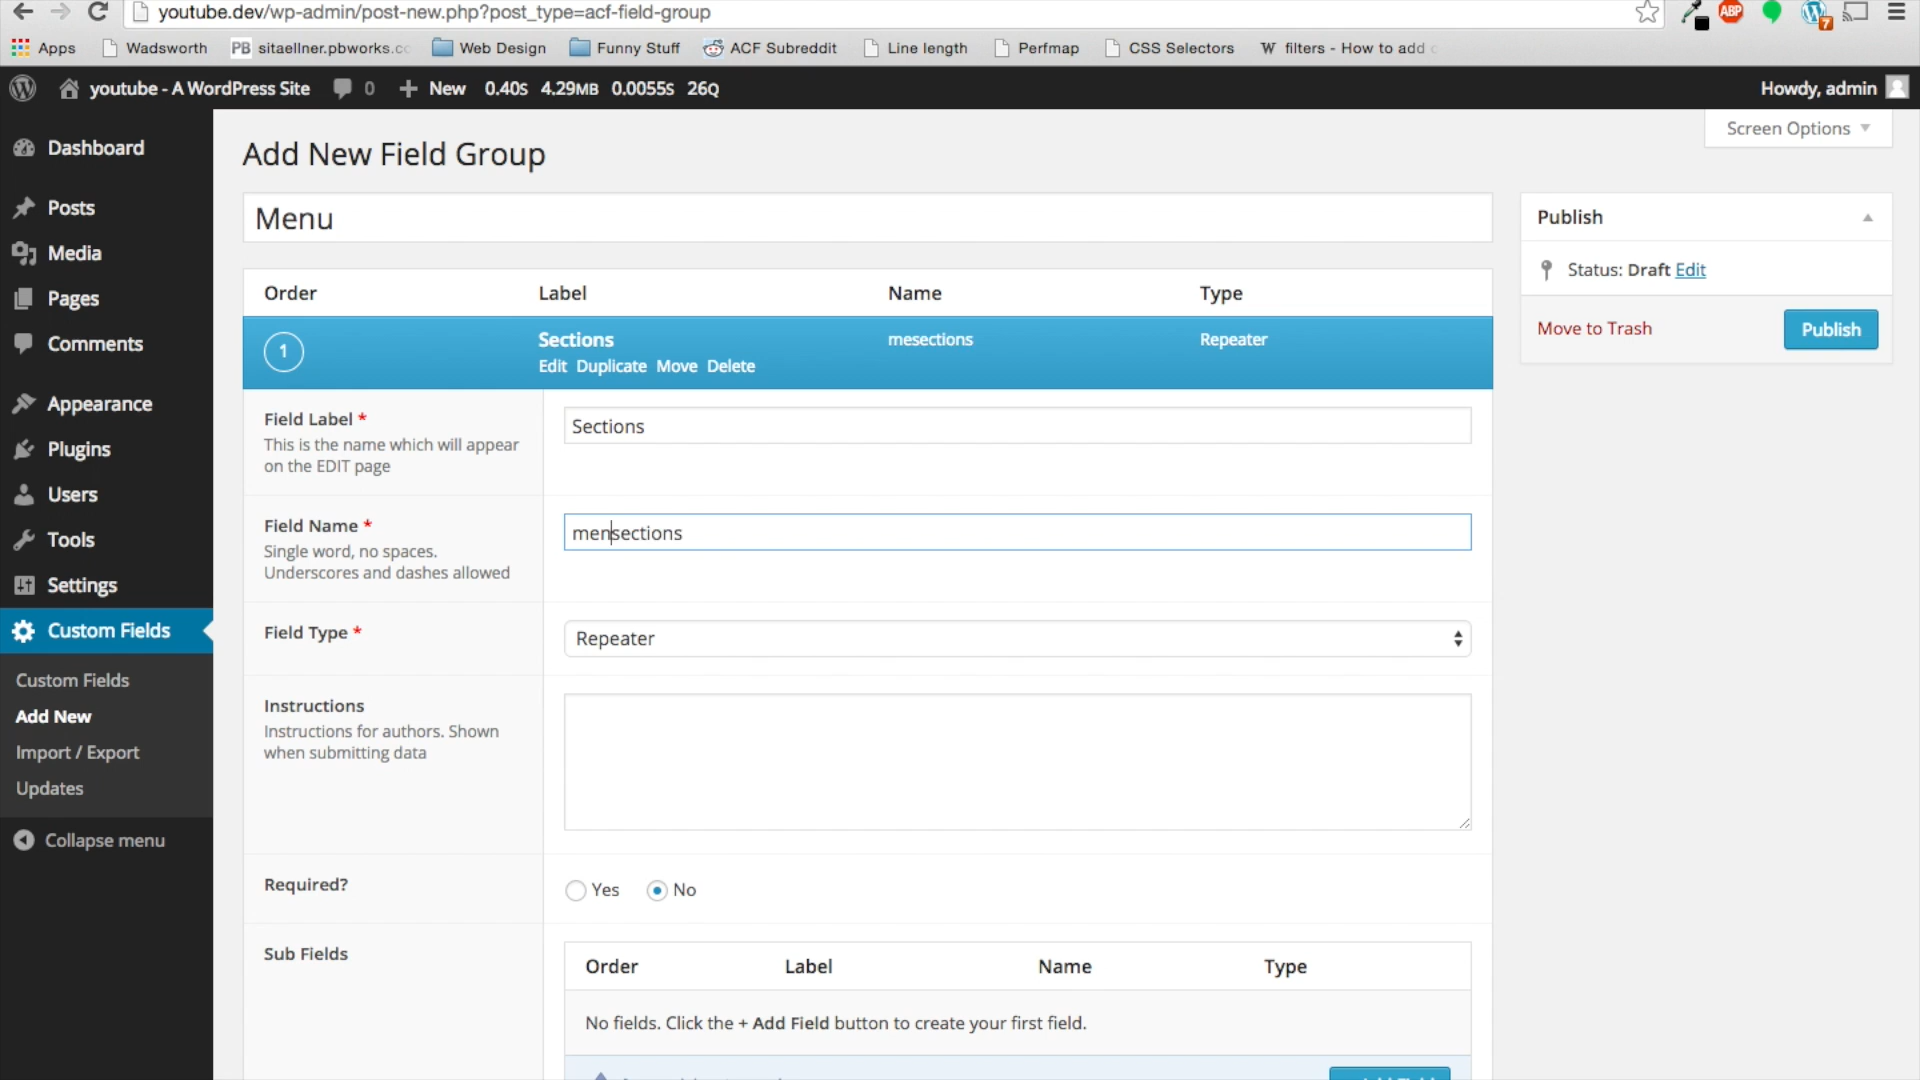 youtube.dev/wp-admin/post-new.php?post_type=acf-field-group
ABP
7
Apps Wadsworth PB sitaellner.pbworks.cc Web Design Funny Stuff ACF Subreddit Line length Perfmap CSS Selectors W filters - How to add
youtube - A WordPress Site 0 New 0.40S 4.29MB 0.0055S 26Q Howdy, admin
Screen Options
Dashboard
Posts
Media
Pages
Comments
Appearance
Plugins
Users
Tools
Settings
Custom Fields
Custom Fields
Add New
Import / Export
Updates
Collapse menu
Add New Field Group
Menu
Order Label Name Type
1 Sections mesections Repeater
Edit Duplicate Move Delete
Field Label *
This is the name which will appear
on the EDIT page
Sections
Field Name *
Single word, no spaces.
Underscores and dashes allowed
mensections
Field Type *
Repeater
Instructions
Instructions for authors. Shown
when submitting data
Required?
Yes No
Sub Fields
Order Label Name Type
No fields. Click the + Add Field button to create your first field.
Publish
Status: Draft Edit
Move to Trash
Publish